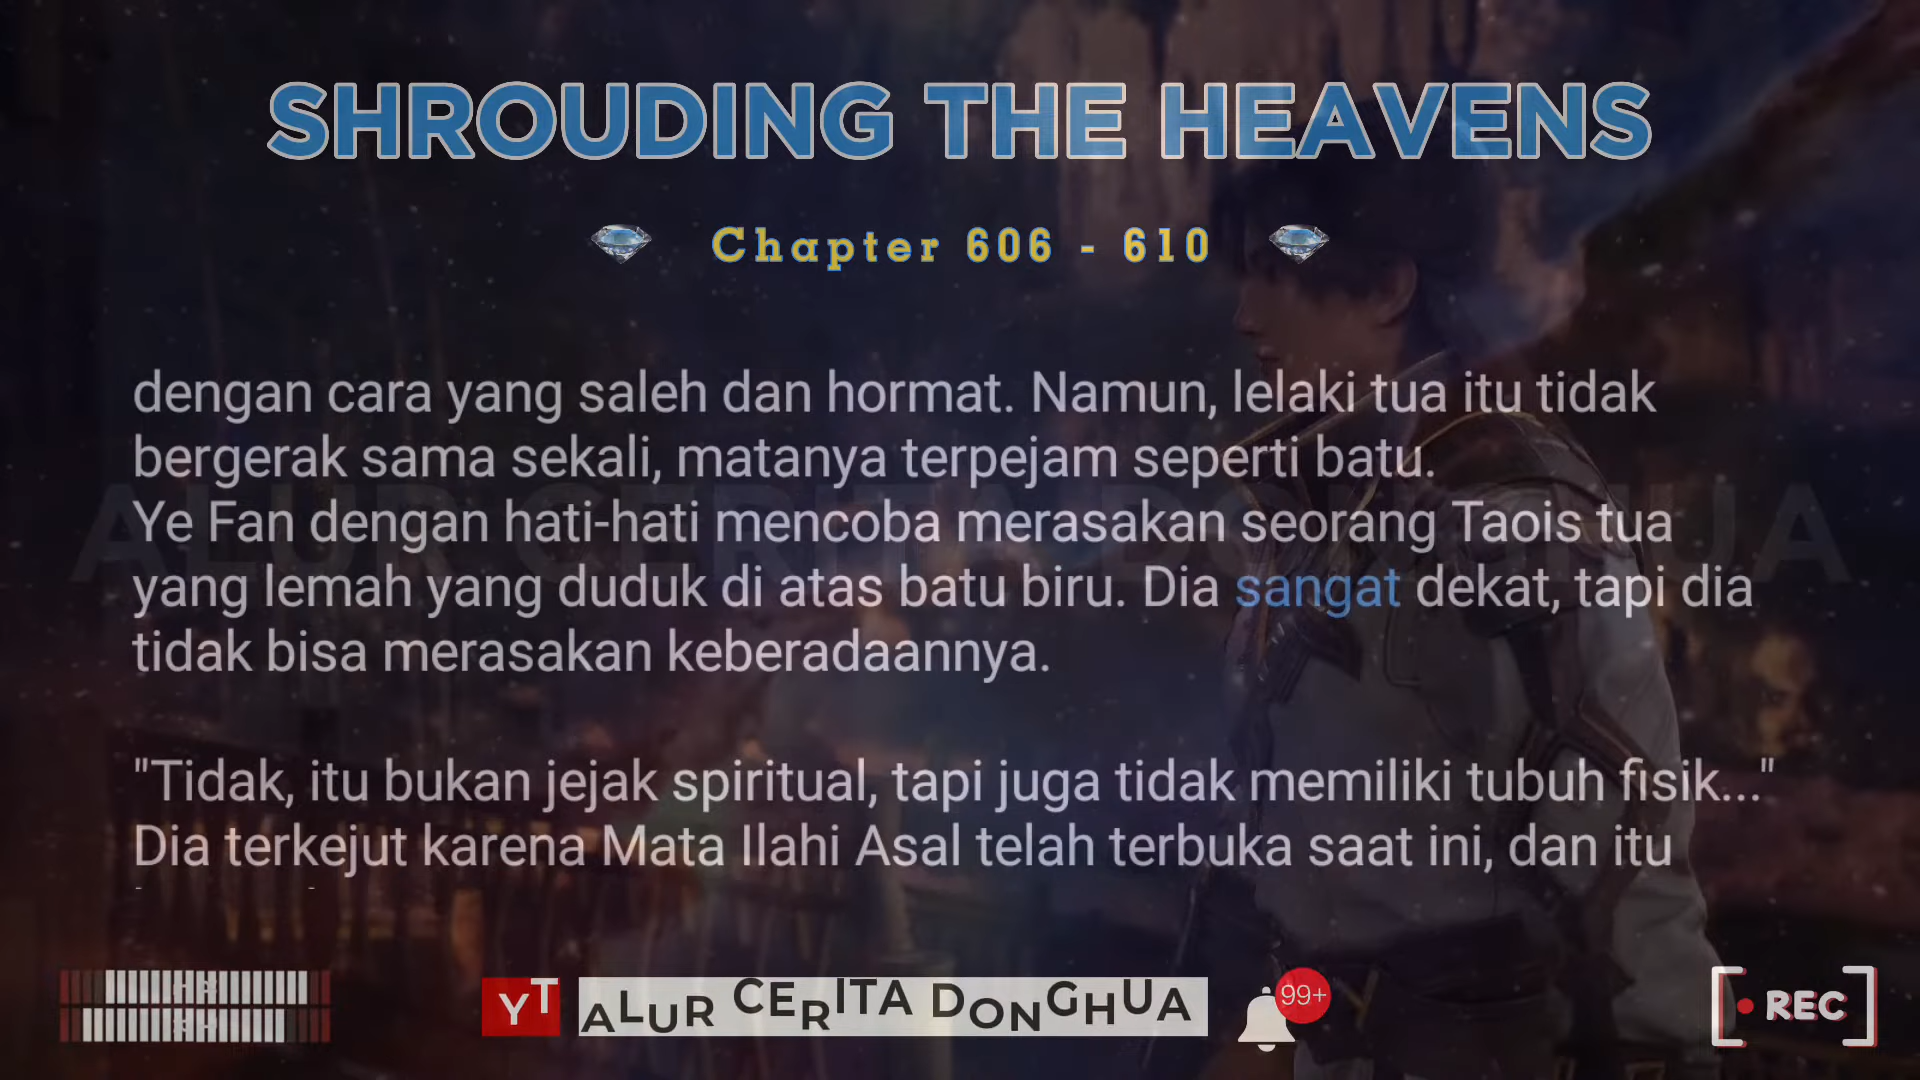 SHROUDING THE HEAVENS
Chapter 606 - 610
dengan cara yang saleh dan hormat. Namun, lelaki tua itu tidak
bergerak sama sekali, matanya terpejam seperti batu.
Ye Fan dengan hati-hati mencoba merasakan seorang Taois tua
yang lemah yang duduk di atas batu biru. Dia sangat dekat, tapi dia
tidak bisa merasakan keberadaannya.
"Tidak, itu bukan jejak spiritual, tapi juga tidak memiliki tubuh fisik..."
Dia terkejut karena Mata Ilahi Asal telah terbuka saat ini, dan itu
ALUR CERITA DONGHUA
YT ALUR CERITA DONGHUA
99+
REC